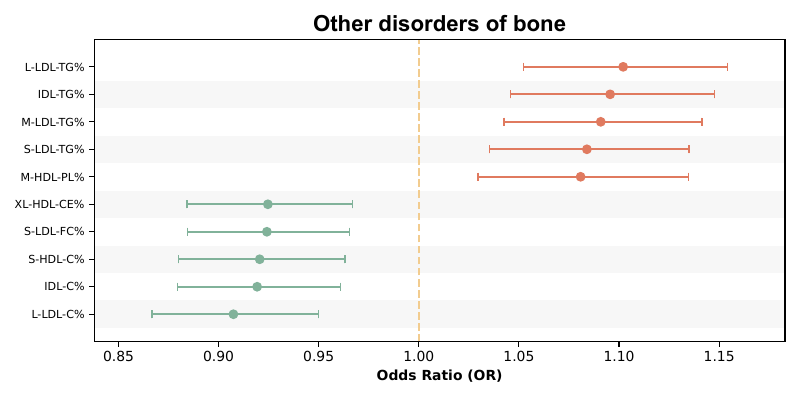 Other disorders of bone
L-LDL-TG%
IDL-TG%
M-LDL-TG%
S-LDL-TG%
M-HDL-PL%
XL-HDL-CE%
S-LDL-FC%
S-HDL-C%
IDL-C%
L-LDL-C%
0.85 0.90 0.95 1.00 1.05 1.10 1.15
Odds Ratio (OR)